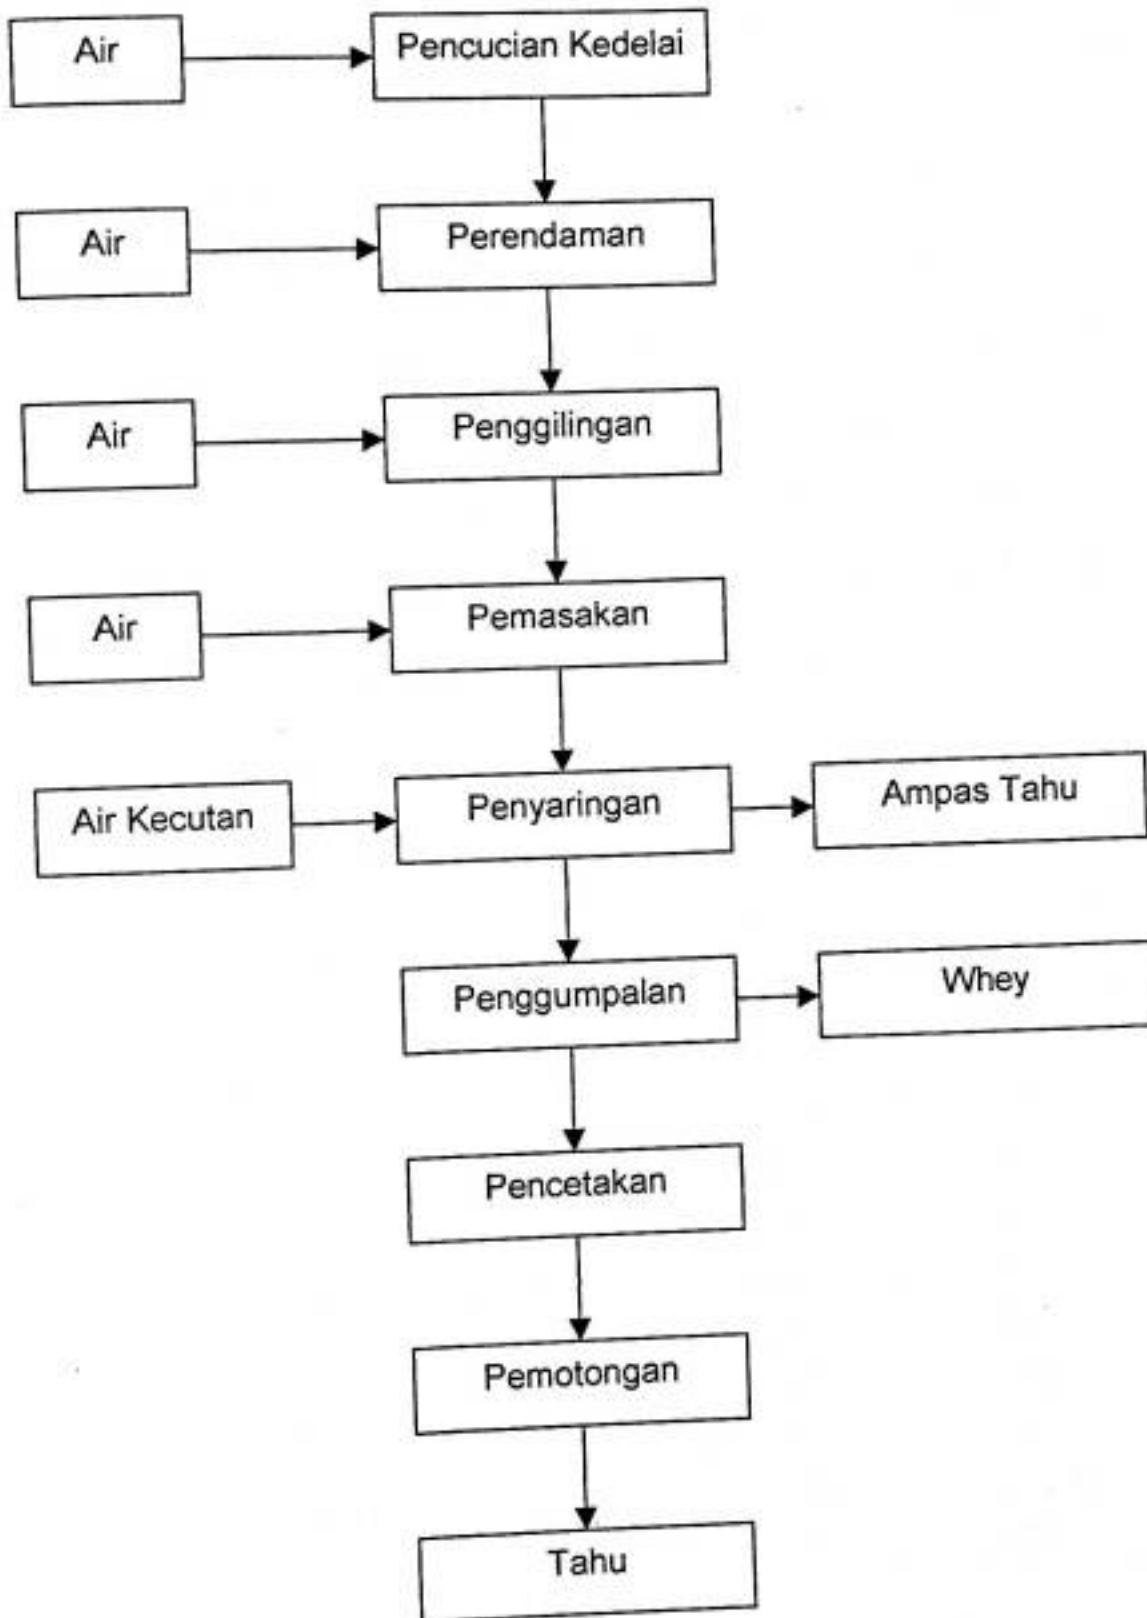 Air
Pencucian Kedelai
Air
Perendaman
Air
Penggilingan
Air
Pemasakan
Air Kecutan
Penyaringan
Ampas Tahu
Penggumpalan
Whey
Pencetakan
Pemotongan
Tahu